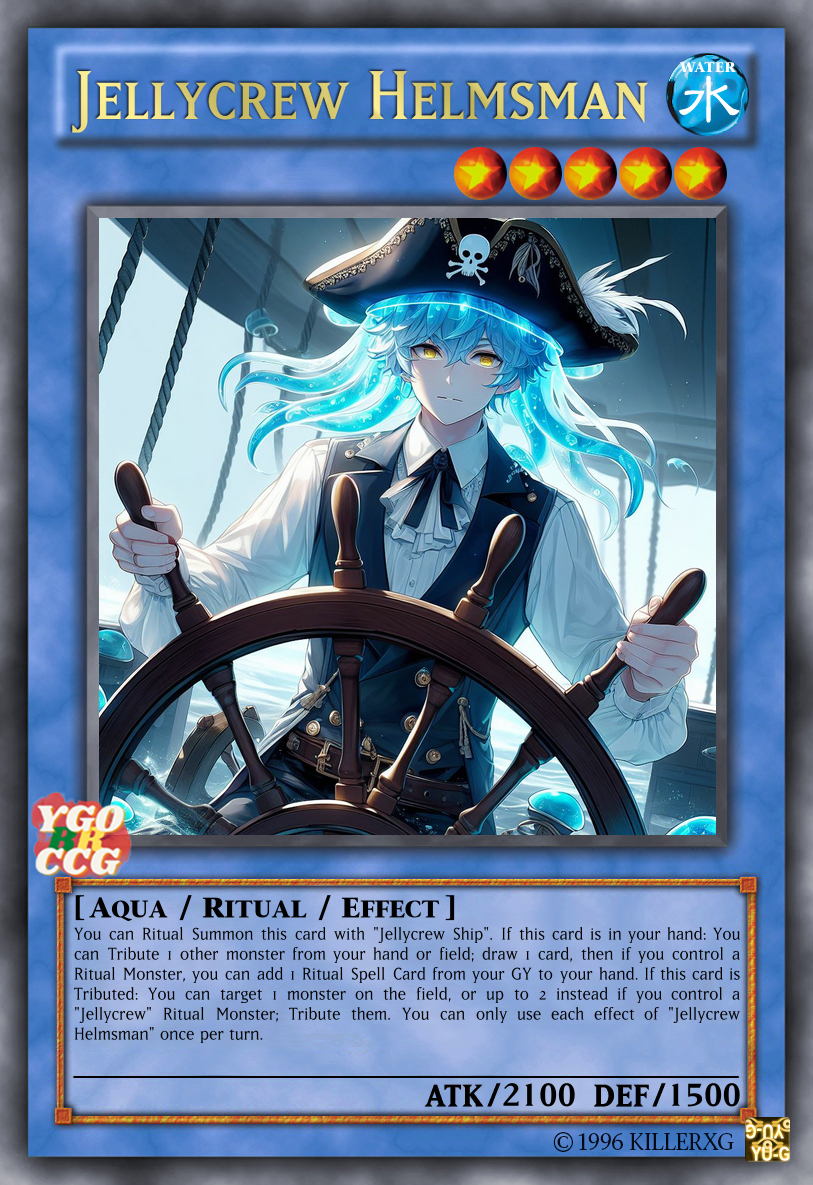 Jellycrew Helmsman
WATER
水
YGO
CCG
[ Aqua / Ritual / Effect ]
You can Ritual Summon this card with "Jellycrew Ship". If this card is in your hand: You
can Tribute 1 other monster from your hand or field; draw 1 card, then if you control a
Ritual Monster, you can add 1 Ritual Spell Card from your GY to your hand. If this card is
Tributed: You can target 1 monster on the field, or up to 2 instead if you control a
"Jellycrew" Ritual Monster; Tribute them. You can only use each effect of "Jellycrew
Helmsman" once per turn.
ATK/2100 DEF/1500
© 1996 KILLERXG